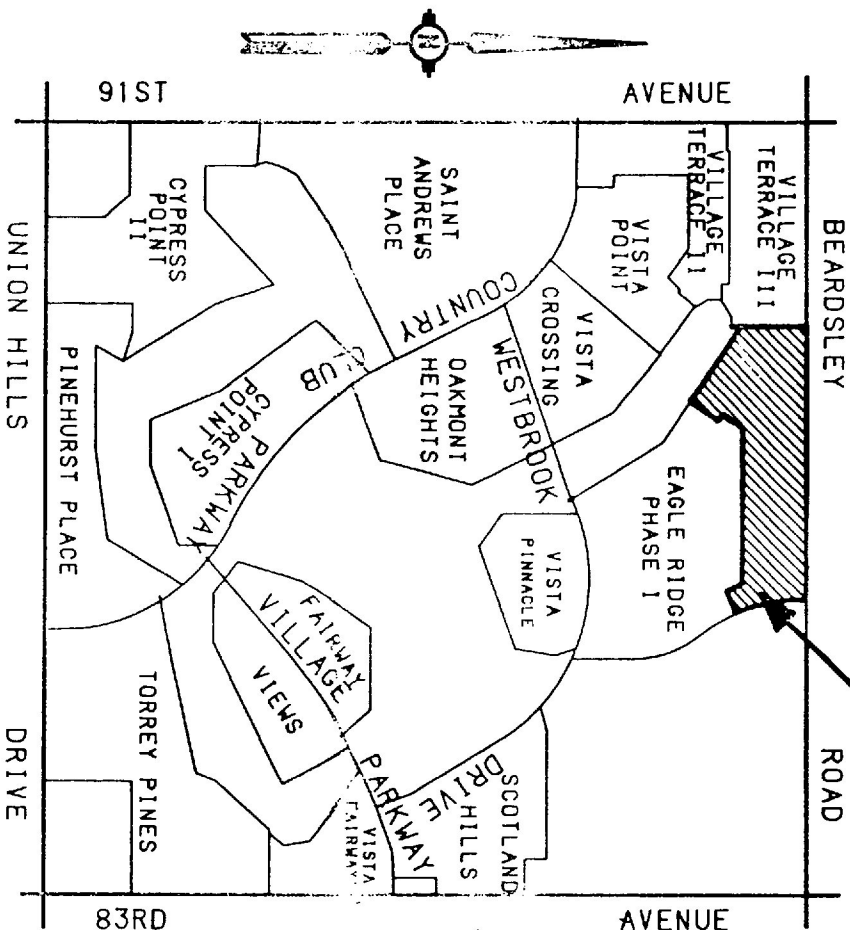 91ST
AVENUE
UNION HILLS
DRIVE
BEARDSLEY
ROAD
83RD
AVENUE
CYPRESS
POINT
II
SAINT
ANDREWS
PLACE
VILLAGE
TERRACE II
VILLAGE
TERRACE III
VISTA
POINT
VISTA
CROSSING
COUNTRY
CLUB
PARKWAY
WESTBROOK
OAKMONT
HEIGHTS
CYPRESS
POINT I
PINEHURST PLACE
EAGLE RIDGE
PHASE I
VISTA
PINNACLE
FAIRWAY
VILLAGE
VIEWS
PARKWAY
DRIVE
SCOTLAND
HILLS
VISTA
FAIRWAY
TORREY PINES